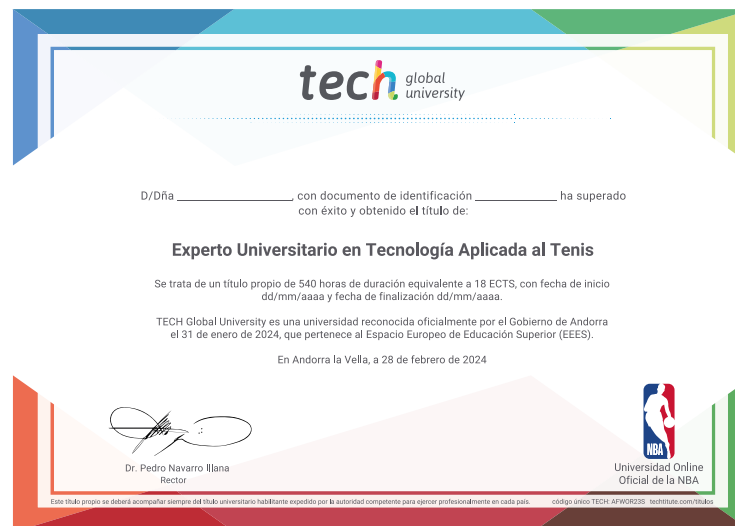 tech global university
D/Dña ____________________, con documento de identificación ______________ ha superado
con éxito y obtenido el título de:
Experto Universitario en Tecnología Aplicada al Tenis
Se trata de un título propio de 540 horas de duración equivalente a 18 ECTS, con fecha de inicio
dd/mm/aaaa y fecha de finalización dd/mm/aaaa.
TECH Global University es una universidad reconocida oficialmente por el Gobierno de Andorra
el 31 de enero de 2024, que pertenece al Espacio Europeo de Educación Superior (EEES).
En Andorra la Vella, a 28 de febrero de 2024
Dr. Pedro Navarro Illana
Rector
NBA
Universidad Online
Oficial de la NBA
Este título propio se deberá acompañar siempre del título universitario habilitante expedido por la autoridad competente para ejercer profesionalmente en cada país. código único TECH: AFWOR23S techtitute.com/titulos